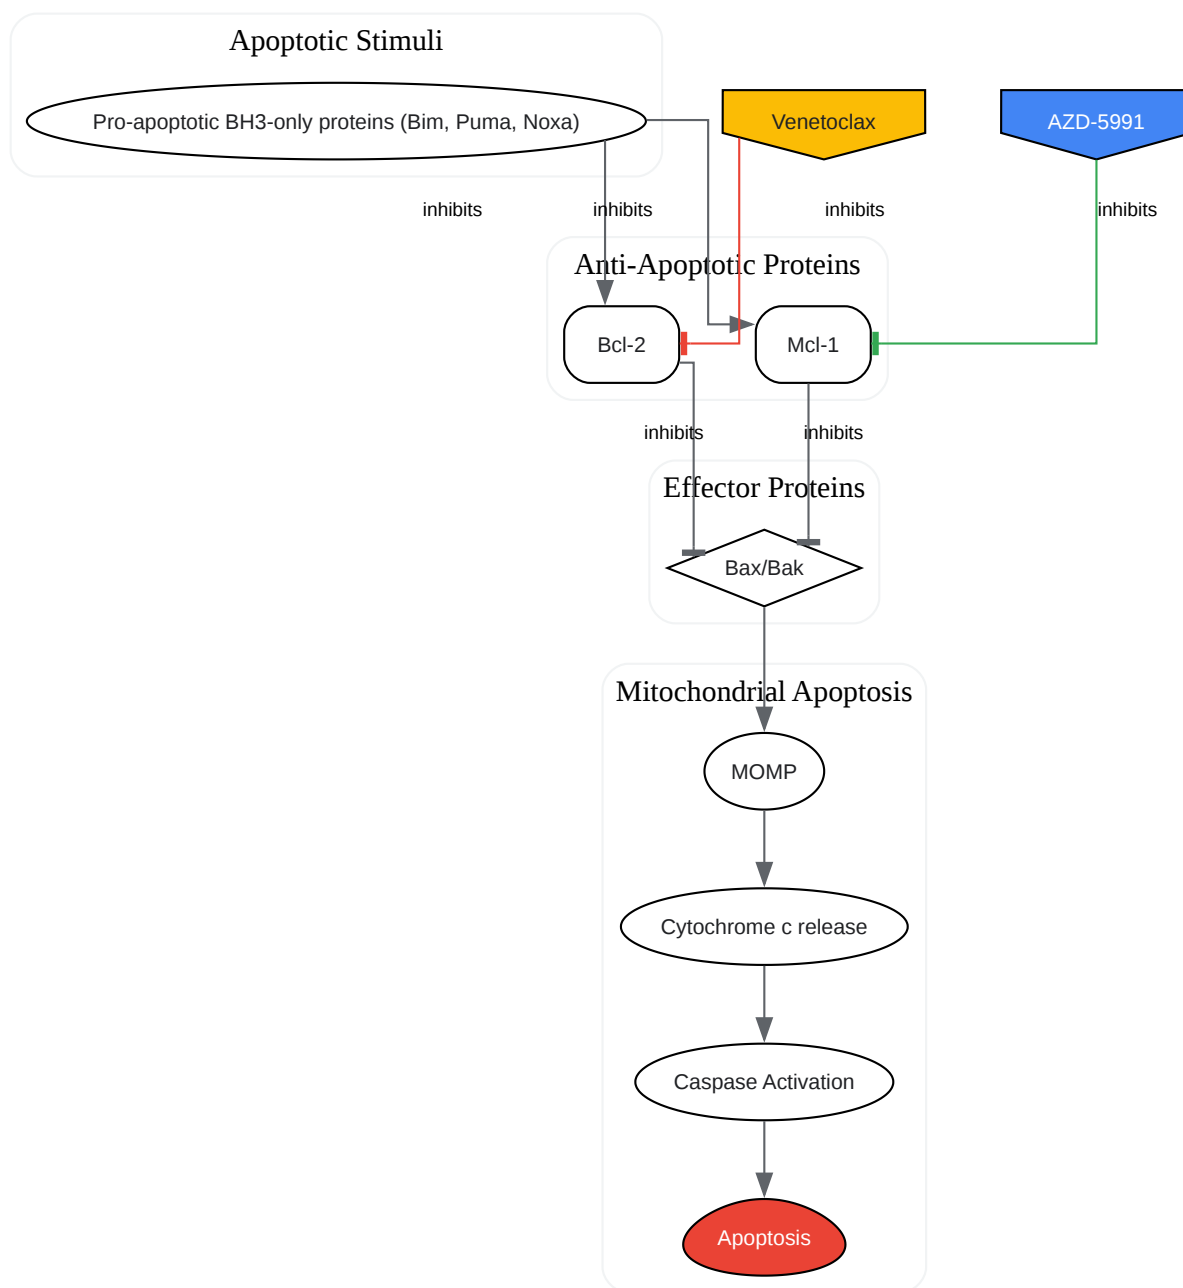 Apoptotic Stimuli
Pro-apoptotic BH3-only proteins (Bim, Puma, Noxa)
Venetoclax
AZD-5991
inhibits
inhibits
inhibits
inhibits
Anti-Apoptotic Proteins
Bcl-2
Mcl-1
inhibits
inhibits
Effector Proteins
Bax/Bak
Mitochondrial Apoptosis
MOMP
Cytochrome c release
Caspase Activation
Apoptosis